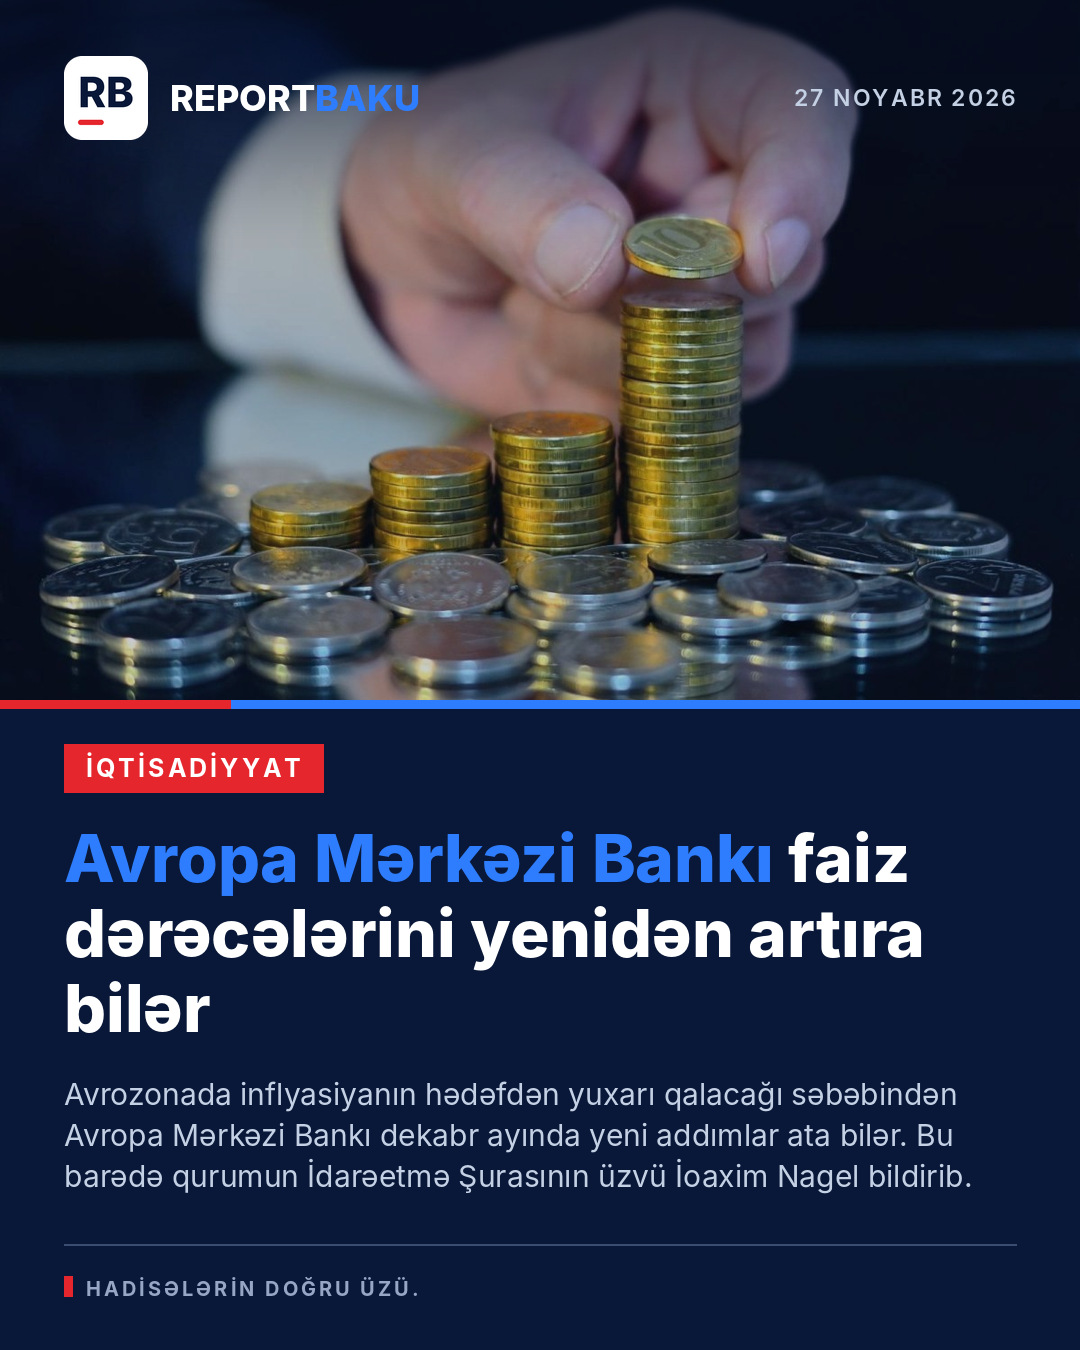 RB
REPORTBAKU
27 NOYABR 2026
10
İQTİSADİYYAT
Avropa Mərkəzi Bankı faiz
dərəcələrini yenidən artıra
bilər
Avrozonada inflyasiyanın hədəfdən yuxarı qalacağı səbəbindən
Avropa Mərkəzi Bankı dekabr ayında yeni addımlar ata bilər. Bu
barədə qurumun İdarəetmə Şurasının üzvü İoaxim Nagel bildirib.
HADİSƏLƏRİN DOĞRU ÜZÜ.